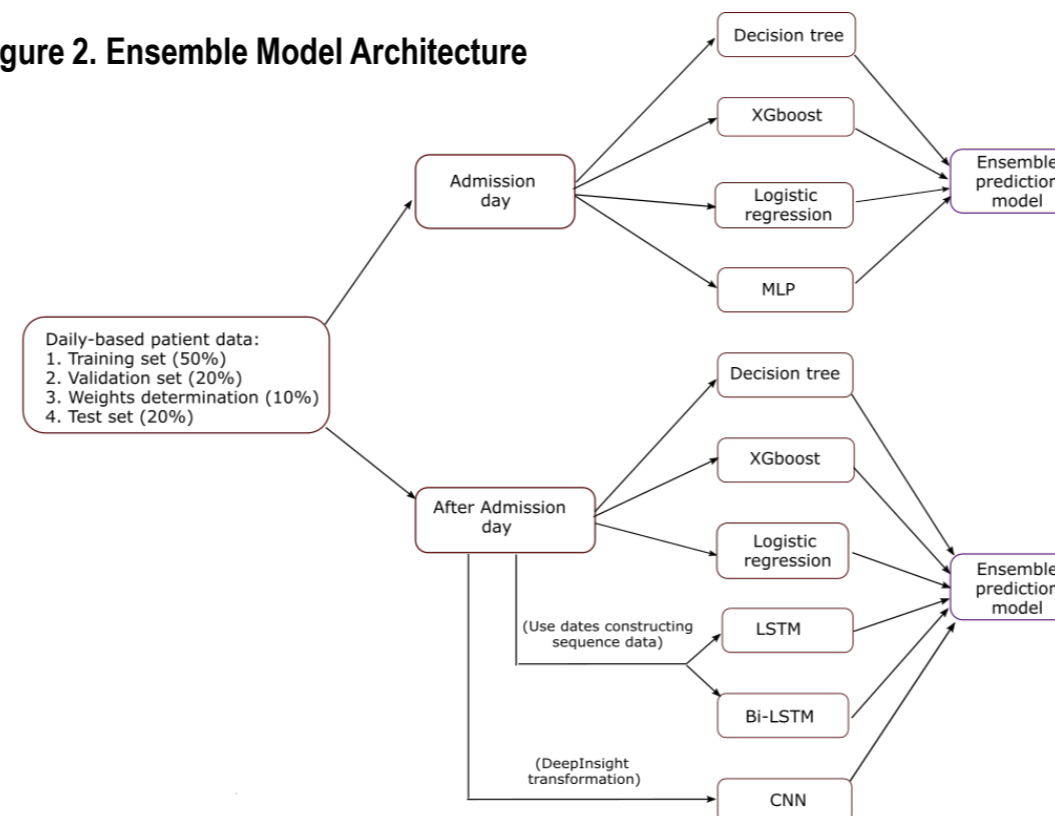 gure 2. Ensemble Model Architecture
Decision tree
XGboost
Logistic
regression
MLP
Admission
day
Ensemble
prediction
model
Daily-based patient data:
1. Training set (50%)
2. Validation set (20%)
3. Weights determination (10%)
4. Test set (20%)
After Admission
day
Decision tree
XGboost
Logistic
regression
(Use dates constructing
sequence data)
LSTM
Bi-LSTM
(DeepInsight
transformation)
CNN
Ensemble
prediction
model